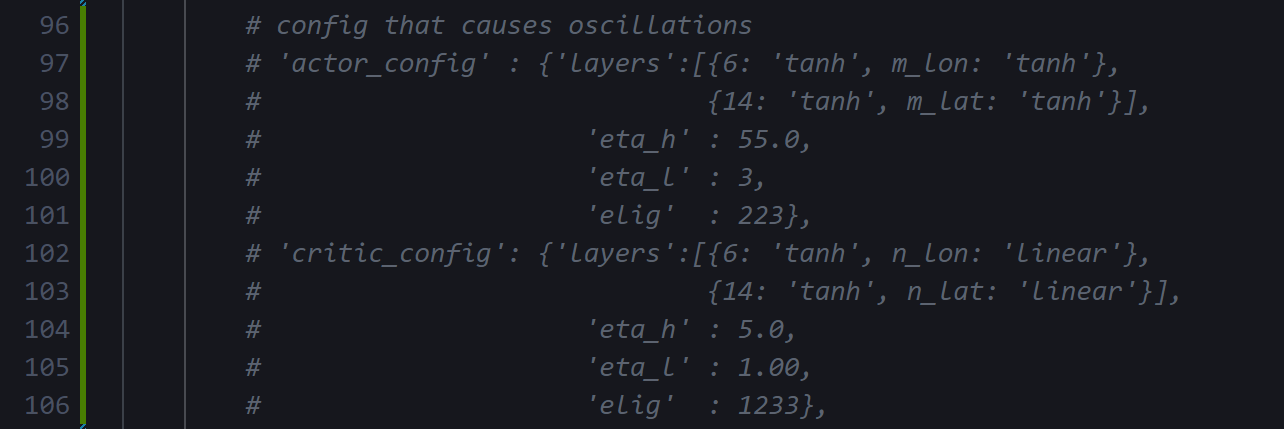 96 # config that causes oscillations
97 # 'actor_config' : {'layers':[{6: 'tanh', m_lon: 'tanh'},
98 # {14: 'tanh', m_lat: 'tanh'}],
99 # 'eta_h' : 55.0,
100 # 'eta_l' : 3,
101 # 'elig' : 223},
102 # 'critic_config': {'layers':[{6: 'tanh', n_lon: 'linear'},
103 # {14: 'tanh', n_lat: 'linear'}],
104 # 'eta_h' : 5.0,
105 # 'eta_l' : 1.00,
106 # 'elig' : 1233},